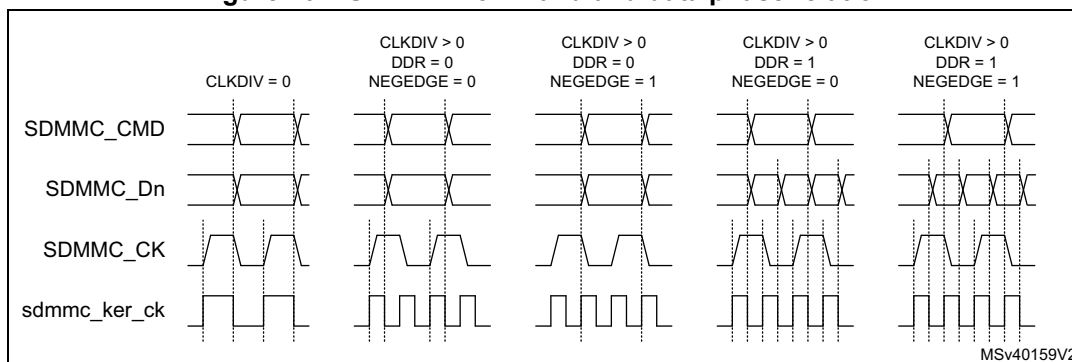 CLKDIV = 0
CLKDIV > 0
DDR = 0
NEGEDGE = 0
CLKDIV > 0
DDR = 0
NEGEDGE = 1
CLKDIV > 0
DDR = 1
NEGEDGE = 0
CLKDIV > 0
DDR = 1
NEGEDGE = 1
SDMMC_CMD
SDMMC_Dn
SDMMC_CK
sdmmc_ker_ck
MSv40159V2